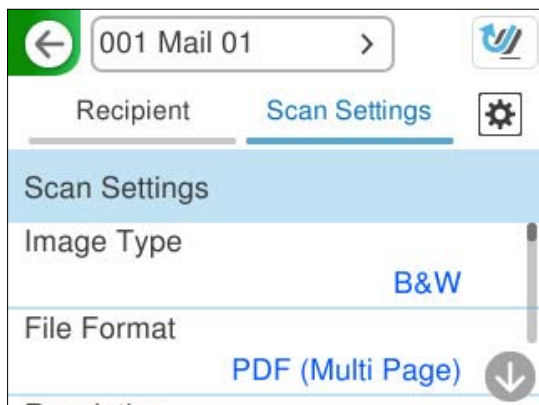 001 Mail 01
Recipient Scan Settings
Scan Settings
Image Type
B&W
File Format
PDF (Multi Page)